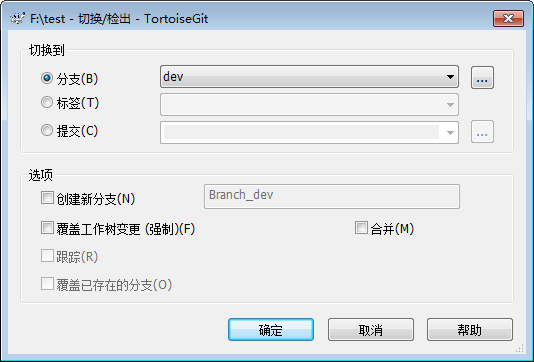 F:\test - 切换/检出 - TortoiseGit
切换到
分支(B)
dev
...
标签(T)
提交(C)
...
选项
创建新分支(N)
Branch_dev
覆盖工作树变更 (强制)(F)
合并(M)
跟踪(R)
覆盖已存在的分支(O)
确定
取消
帮助